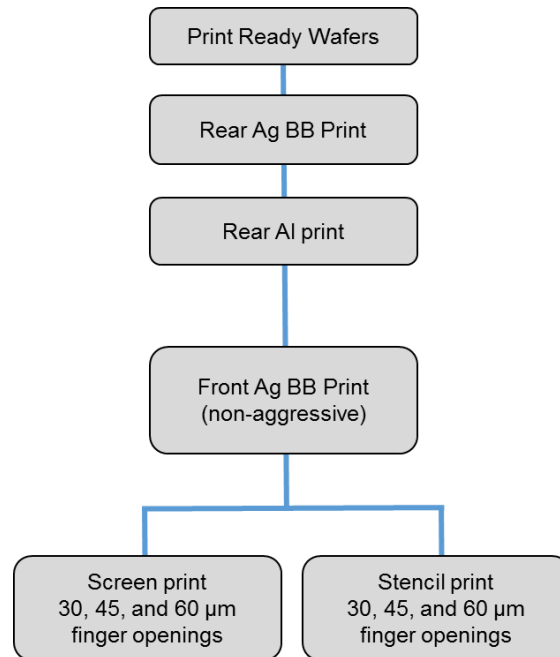 Print Ready Wafers
Rear Ag BB Print
Rear Al print
Front Ag BB Print
(non-aggressive)
Screen print
30, 45, and 60 µm
finger openings
Stencil print
30, 45, and 60 µm
finger openings